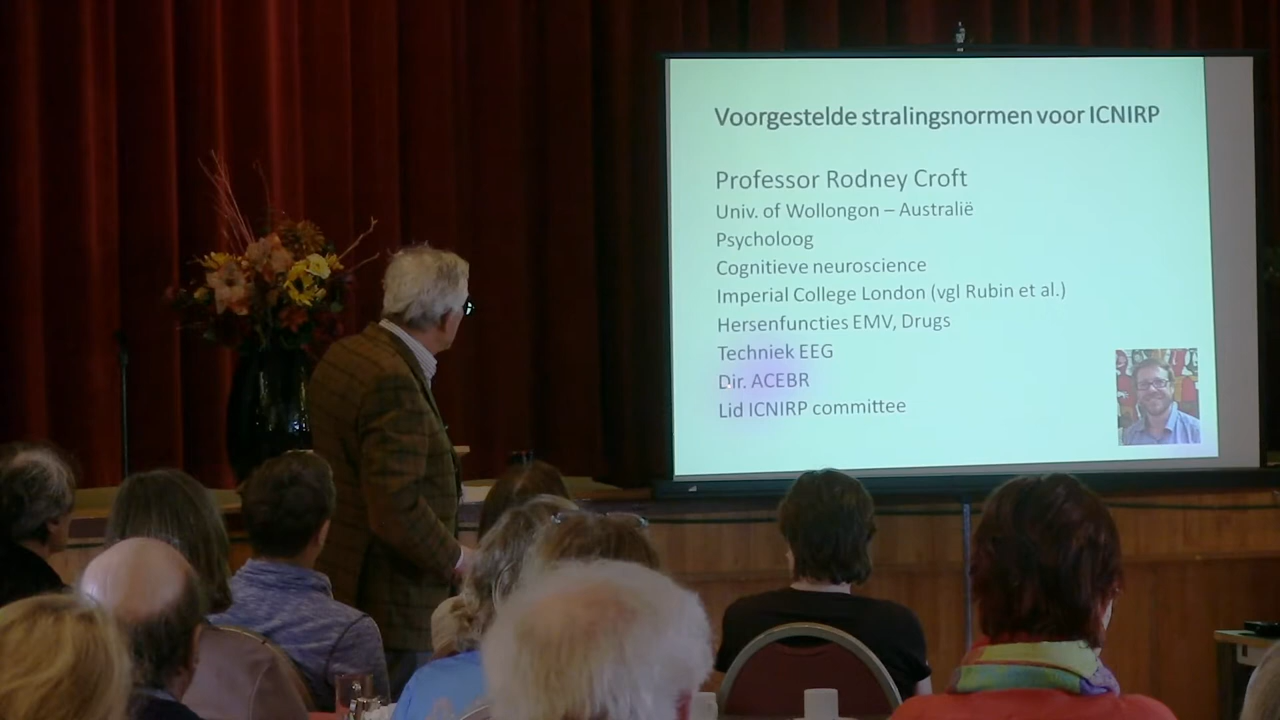 Voorgestelde stralingsnormen voor ICNIRP
Professor Rodney Croft
Univ. of Wollongon – Australië
Psycholoog
Cognitieve neuroscience
Imperial College London (vgl Rubin et al.)
Hersenfuncties EMV, Drugs
Techniek EEG
Dir. ACEBR
Lid ICNIRP committee